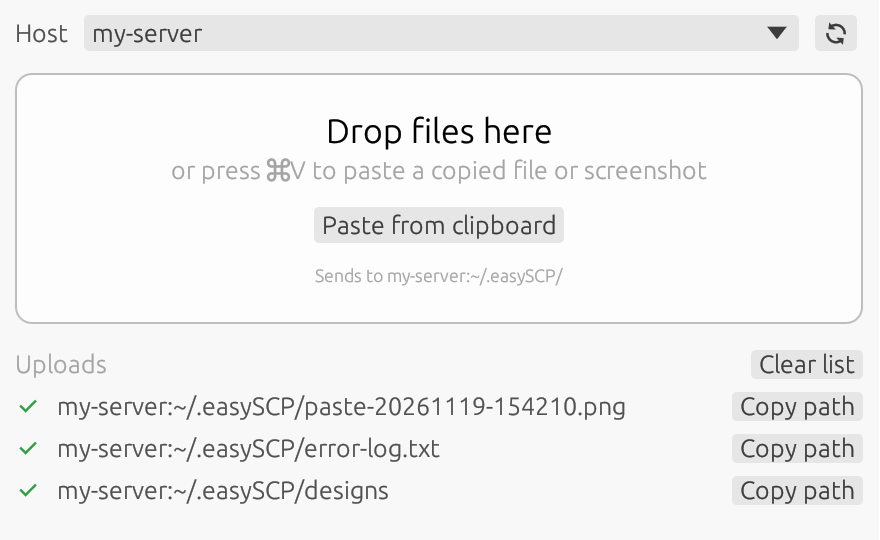 Host my-server
Drop files here
or press ⌘V to paste a copied file or screenshot
Paste from clipboard
Sends to my-server:~/.easySCP/
Uploads Clear list
my-server:~/.easySCP/paste-20261119-154210.png Copy path
my-server:~/.easySCP/error-log.txt Copy path
my-server:~/.easySCP/designs Copy path